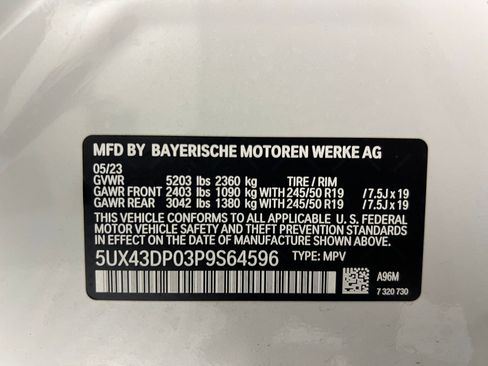 MFD BY BAYERISCHE MOTOREN WERKE AG
05/23
GVWR 5203 lbs 2360 kg TIRE / RIM
GAWR FRONT 2403 lbs 1090 kg WITH 245/50 R19 / 7.5J x 19
GAWR REAR 3042 lbs 1380 kg WITH 245/50 R19 / 7.5J x 19
THIS VEHICLE CONFORMS TO ALL APPLICABLE U. S. FEDERAL
MOTOR VEHICLE SAFETY AND THEFT PREVENTION STANDARDS
IN EFFECT ON THE DATE OF MANUFACTURE SHOWN ABOVE.
5UX43DP03P9S64596 TYPE: MPV
A96M
7 320 730